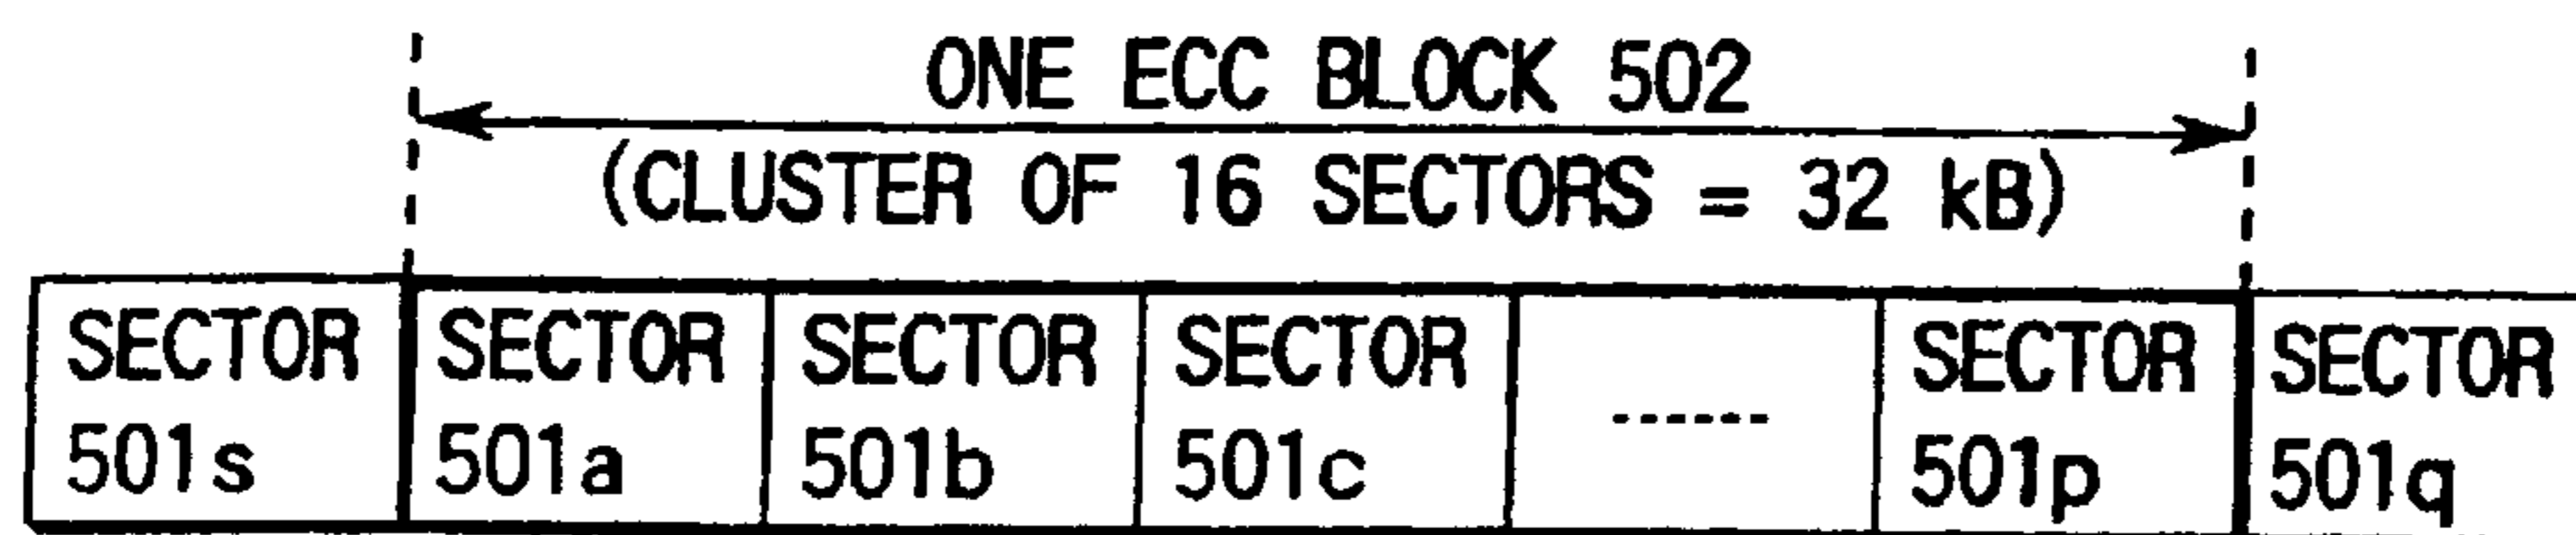 ONE ECC BLOCK 502
(CLUSTER OF 16 SECTORS = 32 kB)
SECTOR 501s
SECTOR 501a
SECTOR 501b
SECTOR 501c
------
SECTOR 501p
SECTOR 501q